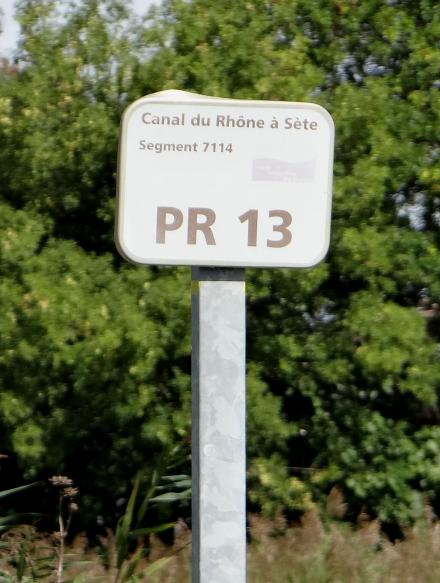 Canal du Rhône à Sète
Segment 7114
PR 13